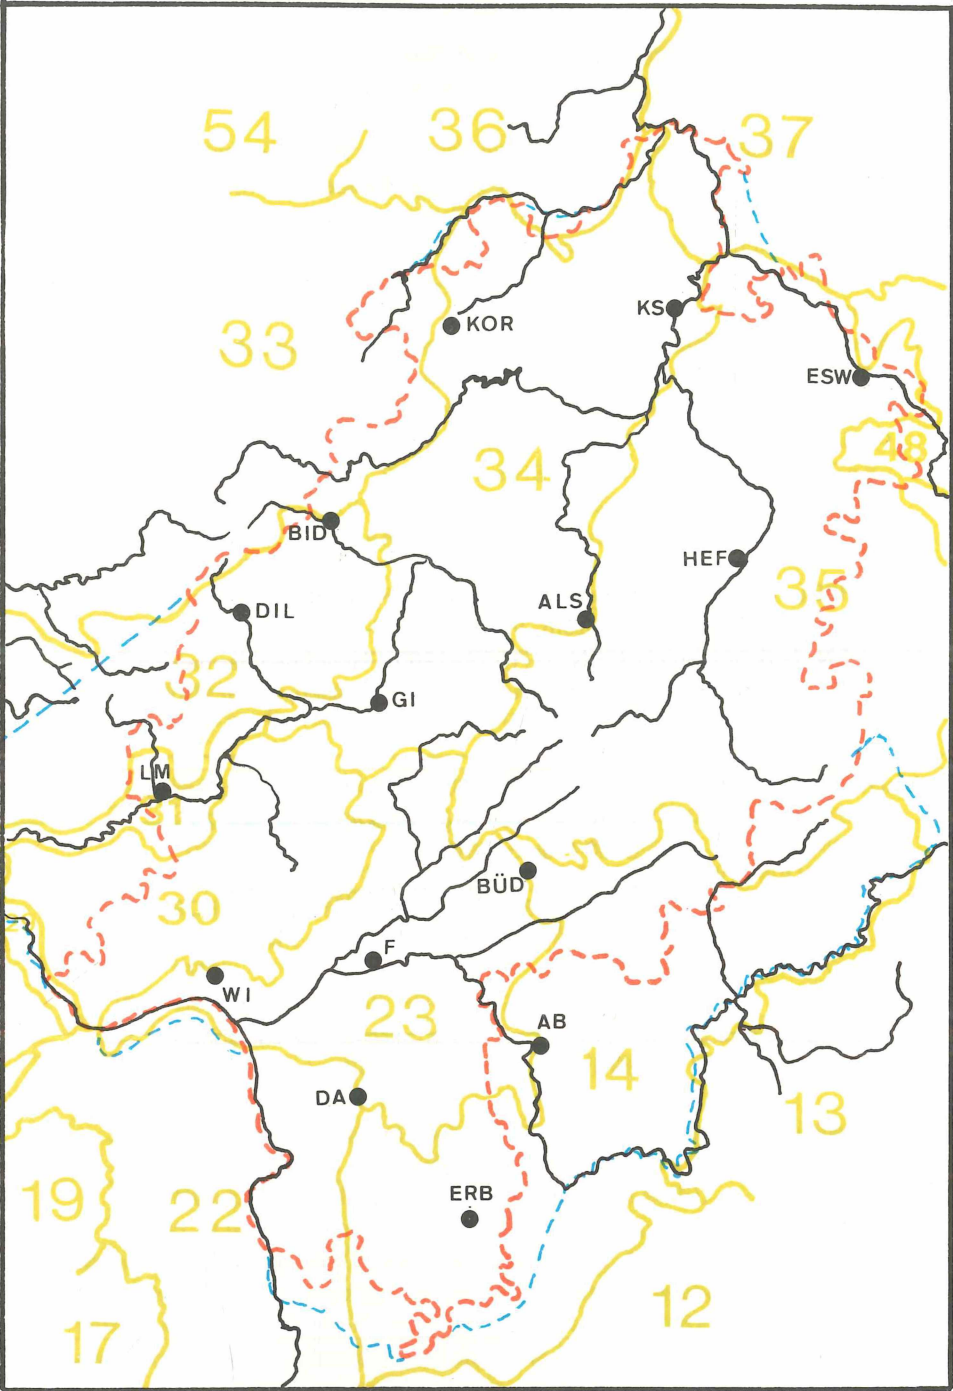 54
36
37
33
KOR
KS
ESW
34
48
BID
HEF
35
DIL
ALS
32
GI
LM
31
BÜD
30
F
WI
23
AB
14
DA
13
19
22
ERB
12
17